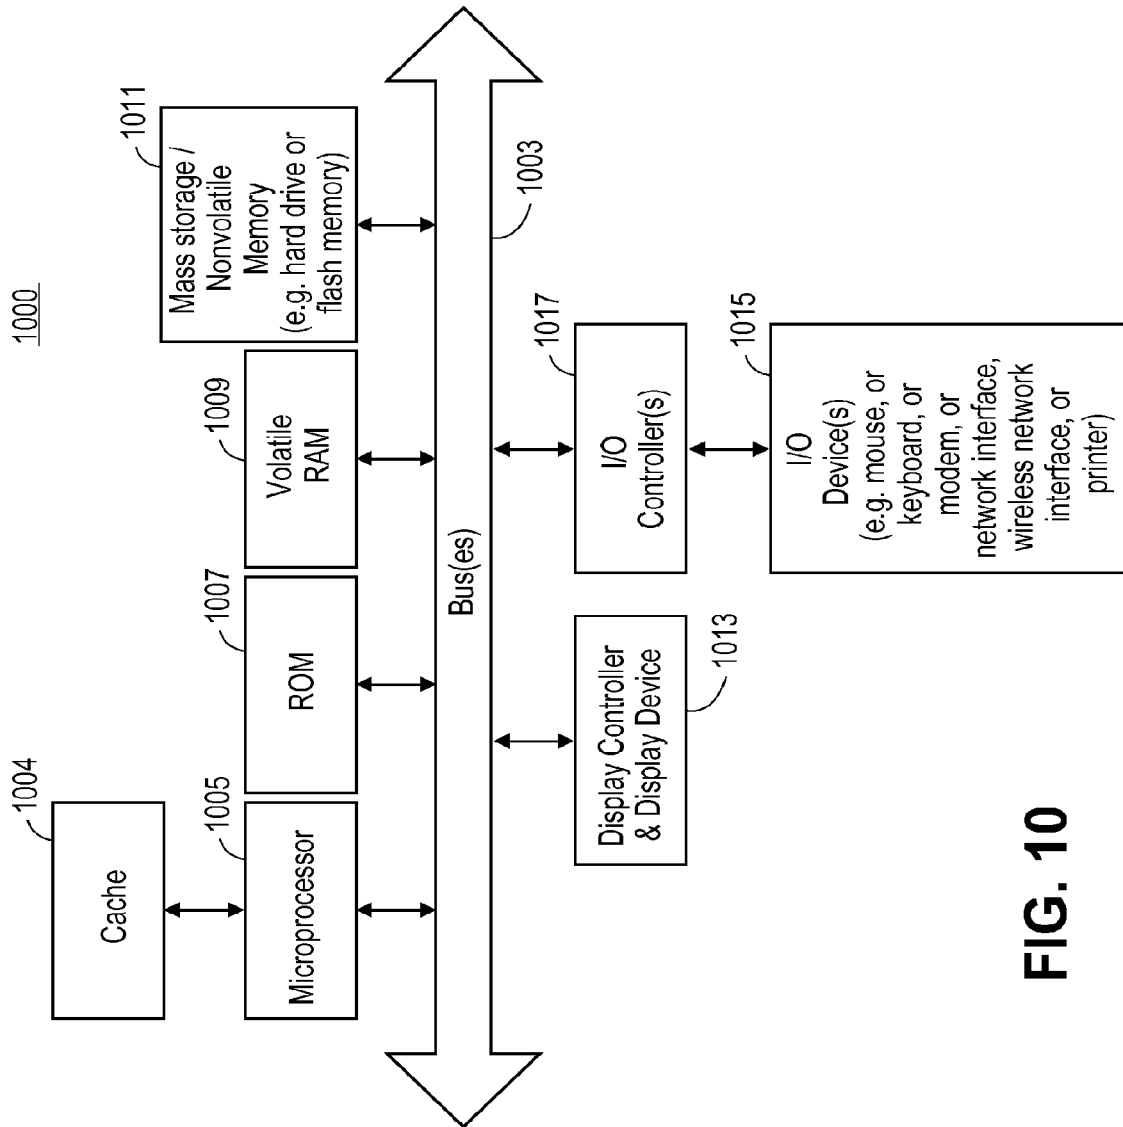 1000
1004
Cache
1005
Microprocessor
1007
ROM
1009
Volatile
RAM
1011
Mass storage /
Nonvolatile
Memory
(e.g. hard drive or
flash memory)
Bus(es)
1003
Display Controller
& Display Device
1013
1017
I/O
Controller(s)
1015
I/O
Device(s)
(e.g. mouse, or
keyboard, or
modem, or
network interface,
wireless network
interface, or
printer)
FIG. 10